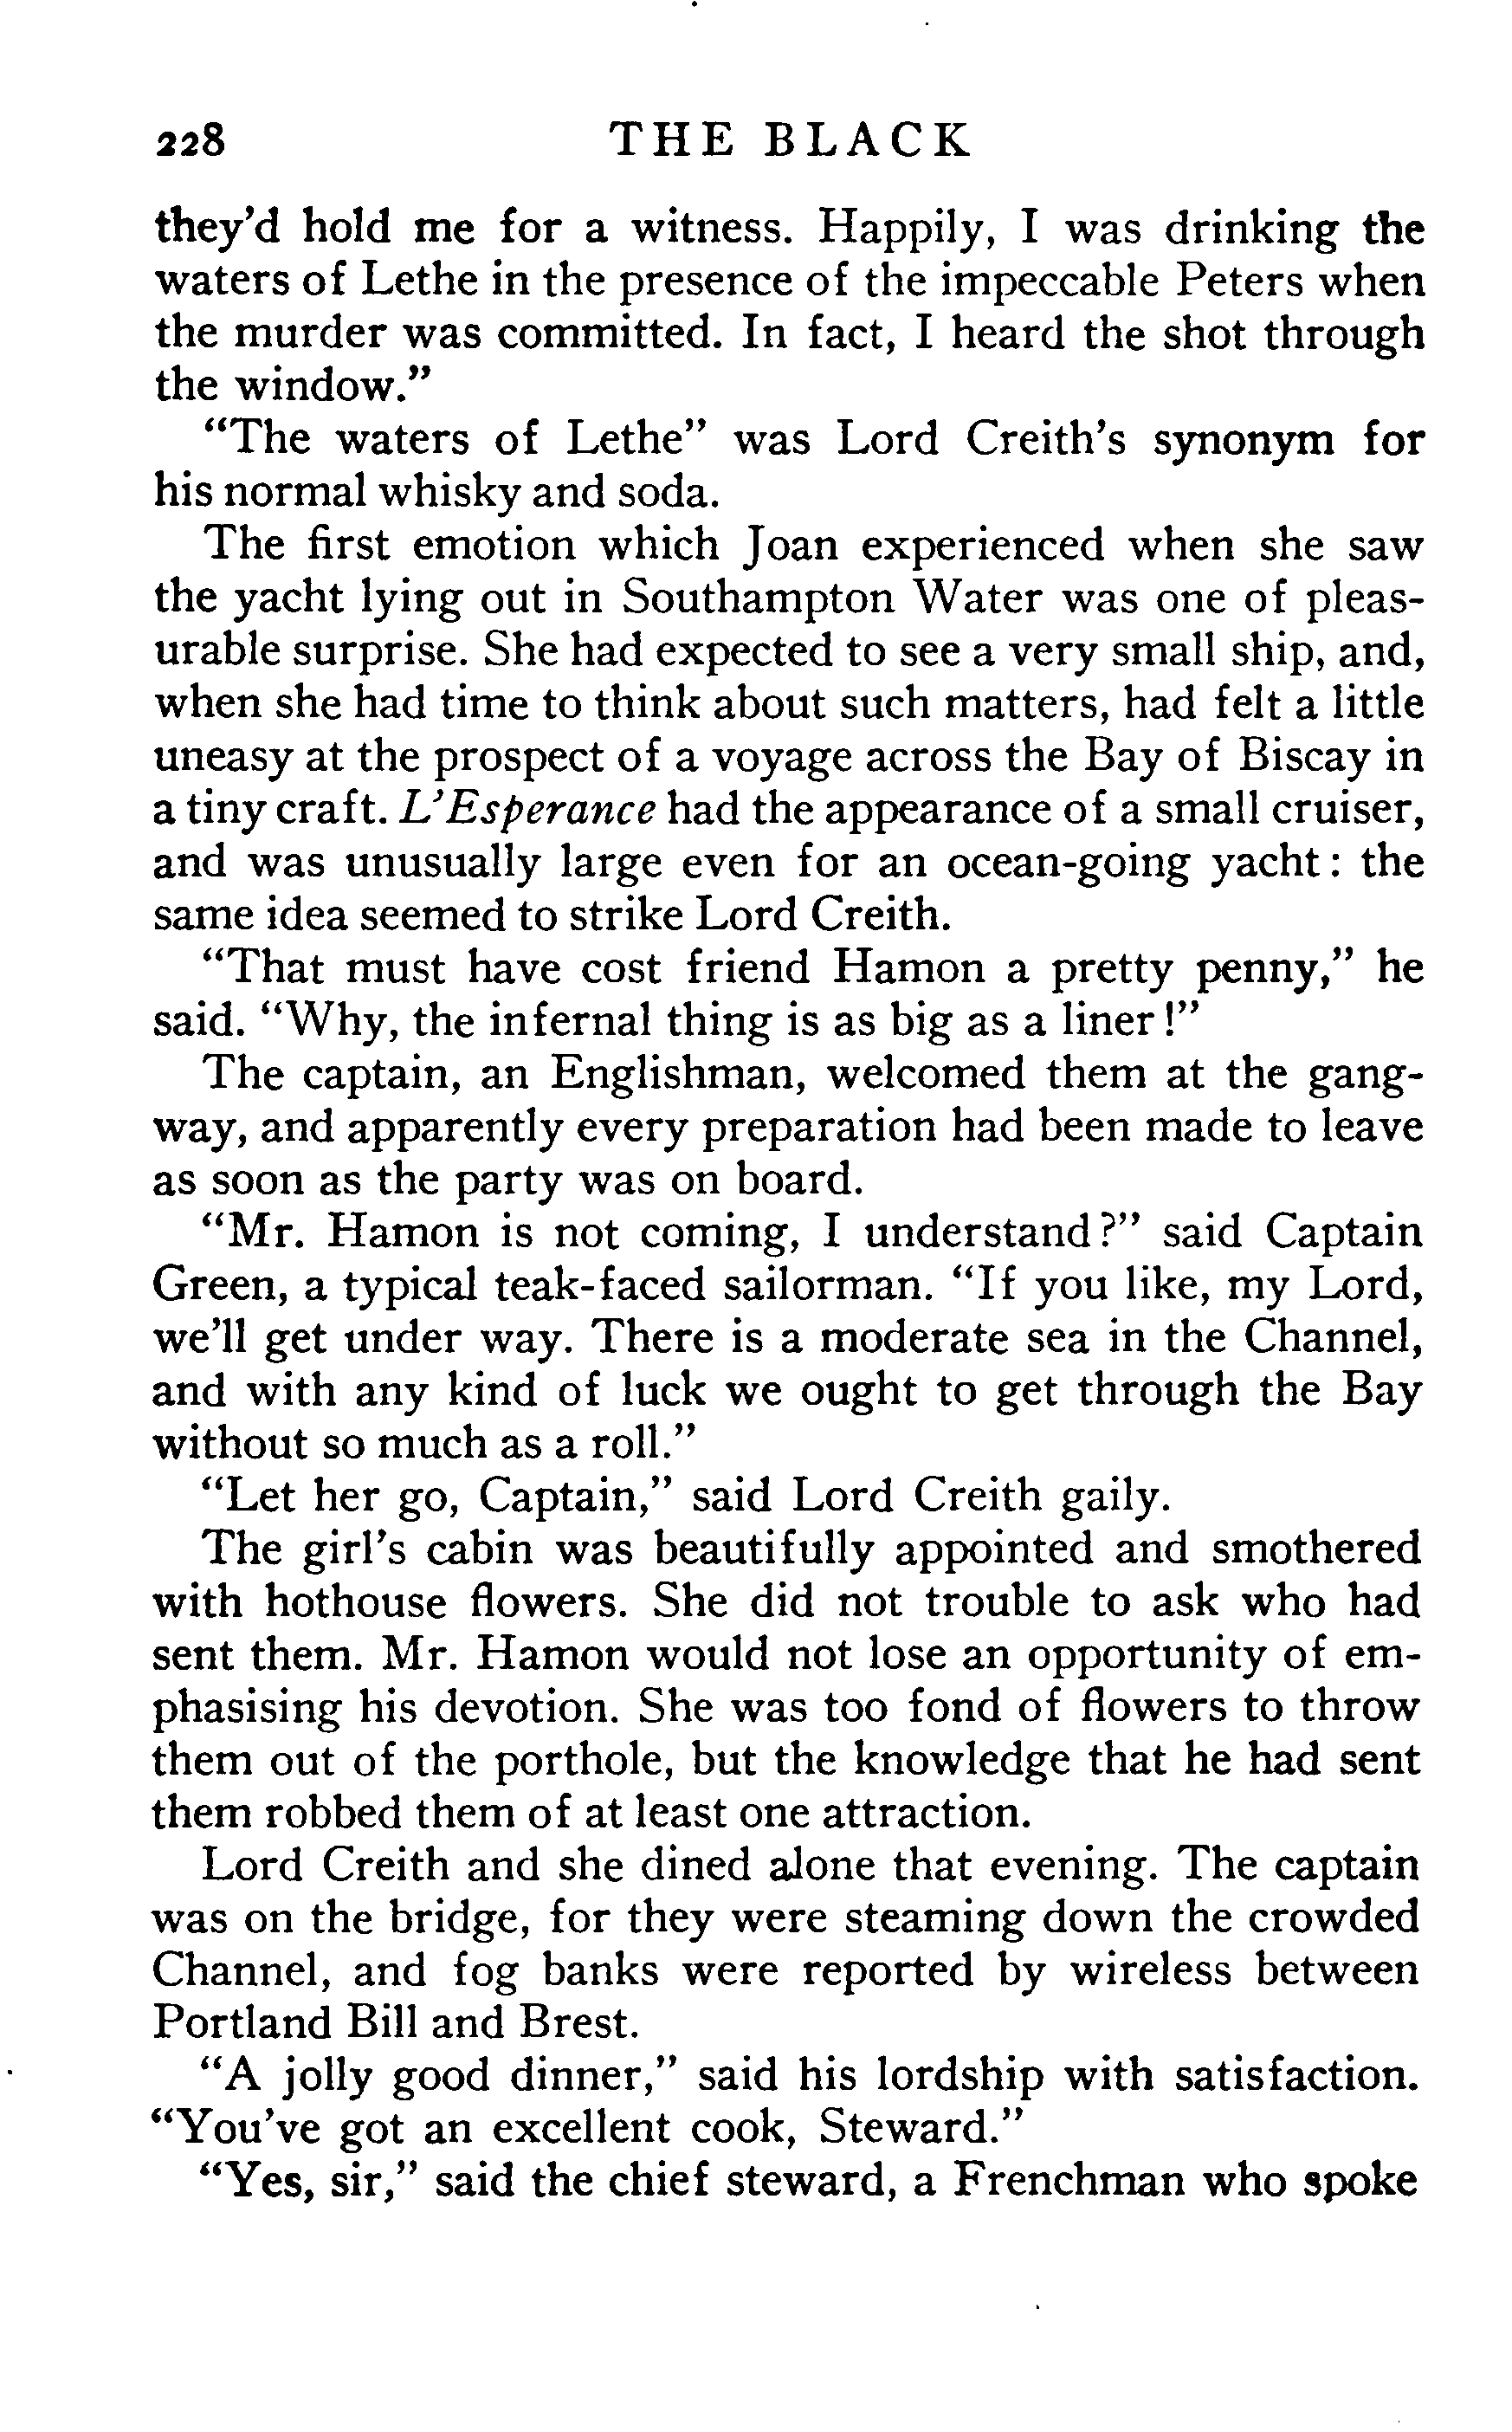 228 THE BLACK
they'd hold me for a witness. Happily, I was drinking the
waters of Lethe in the presence of the impeccable Peters when
the murder was committed. In fact, I heard the shot through
the window."
"The waters of Lethe" was Lord Creith's synonym for
his normal whisky and soda.
The first emotion which Joan experienced when she saw
the yacht lying out in Southampton Water was one of pleas-
urable surprise. She had expected to see a very small ship, and,
when she had time to think about such matters, had felt a little
uneasy at the prospect of a voyage across the Bay of Biscay in
a tiny craft. L'Esperance had the appearance of a small cruiser,
and was unusually large even for an ocean-going yacht: the
same idea seemed to strike Lord Creith.
"That must have cost friend Hamon a pretty penny," he
said. "Why, the infernal thing is as big as a liner!"
The captain, an Englishman, welcomed them at the gang-
way, and apparently every preparation had been made to leave
as soon as the party was on board.
"Mr. Hamon is not coming, I understand?" said Captain
Green, a typical teak-faced sailorman. "If you like, my Lord,
we'll get under way. There is a moderate sea in the Channel,
and with any kind of luck we ought to get through the Bay
without so much as a roll."
"Let her go, Captain," said Lord Creith gaily.
The girl's cabin was beautifully appointed and smothered
with hothouse flowers. She did not trouble to ask who had
sent them. Mr. Hamon would not lose an opportunity of em-
phasising his devotion. She was too fond of flowers to throw
them out of the porthole, but the knowledge that he had sent
them robbed them of at least one attraction.
Lord Creith and she dined alone that evening. The captain
was on the bridge, for they were steaming down the crowded
Channel, and fog banks were reported by wireless between
Portland Bill and Brest.
"A jolly good dinner," said his lordship with satisfaction.
"You've got an excellent cook, Steward."
"Yes, sir," said the chief steward, a Frenchman who spoke